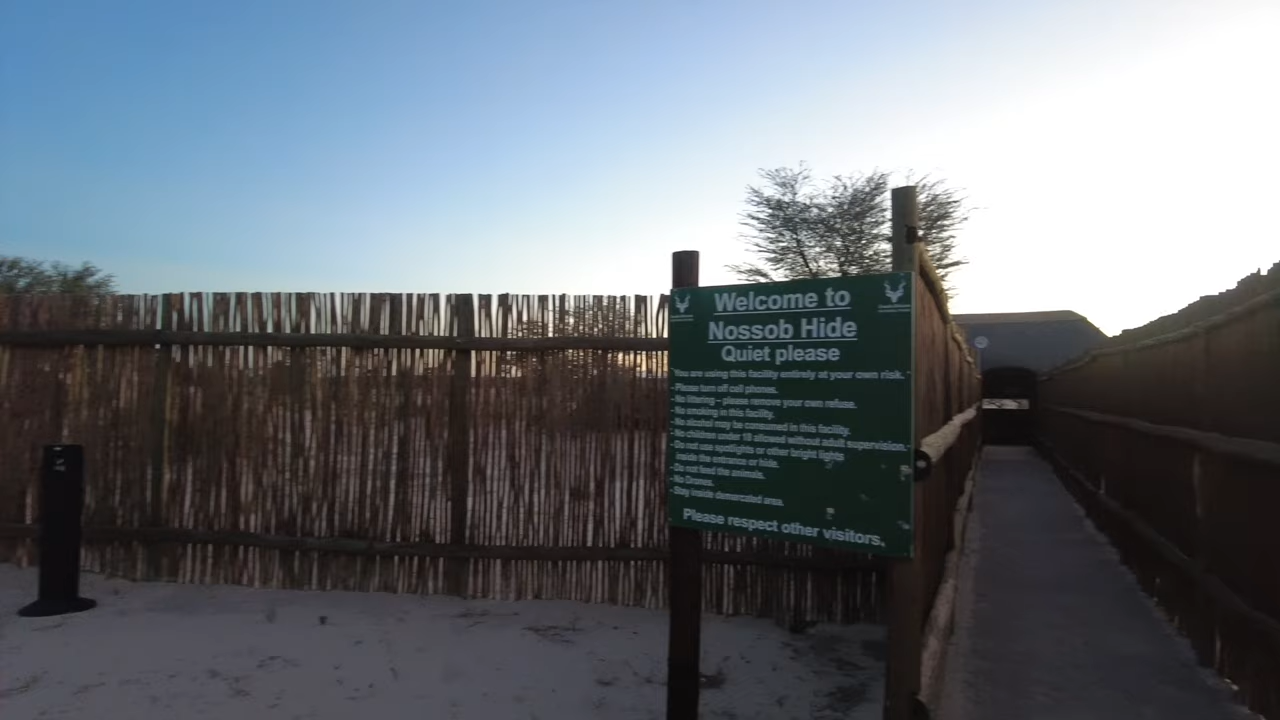 Welcome to
Nossob Hide
Quiet please
You are using this facility entirely at your own risk.
- Please turn off cell phones.
- No littering – please remove your own refuse.
- No smoking in this facility.
- No alcohol may be consumed in this facility.
- No children under 18 allowed without adult supervision.
- Do not use spotlights or other bright lights
inside the entrance or hide.
- Do not feed the animals.
- No Drones.
- Stay inside demarcated area.
Please respect other visitors.